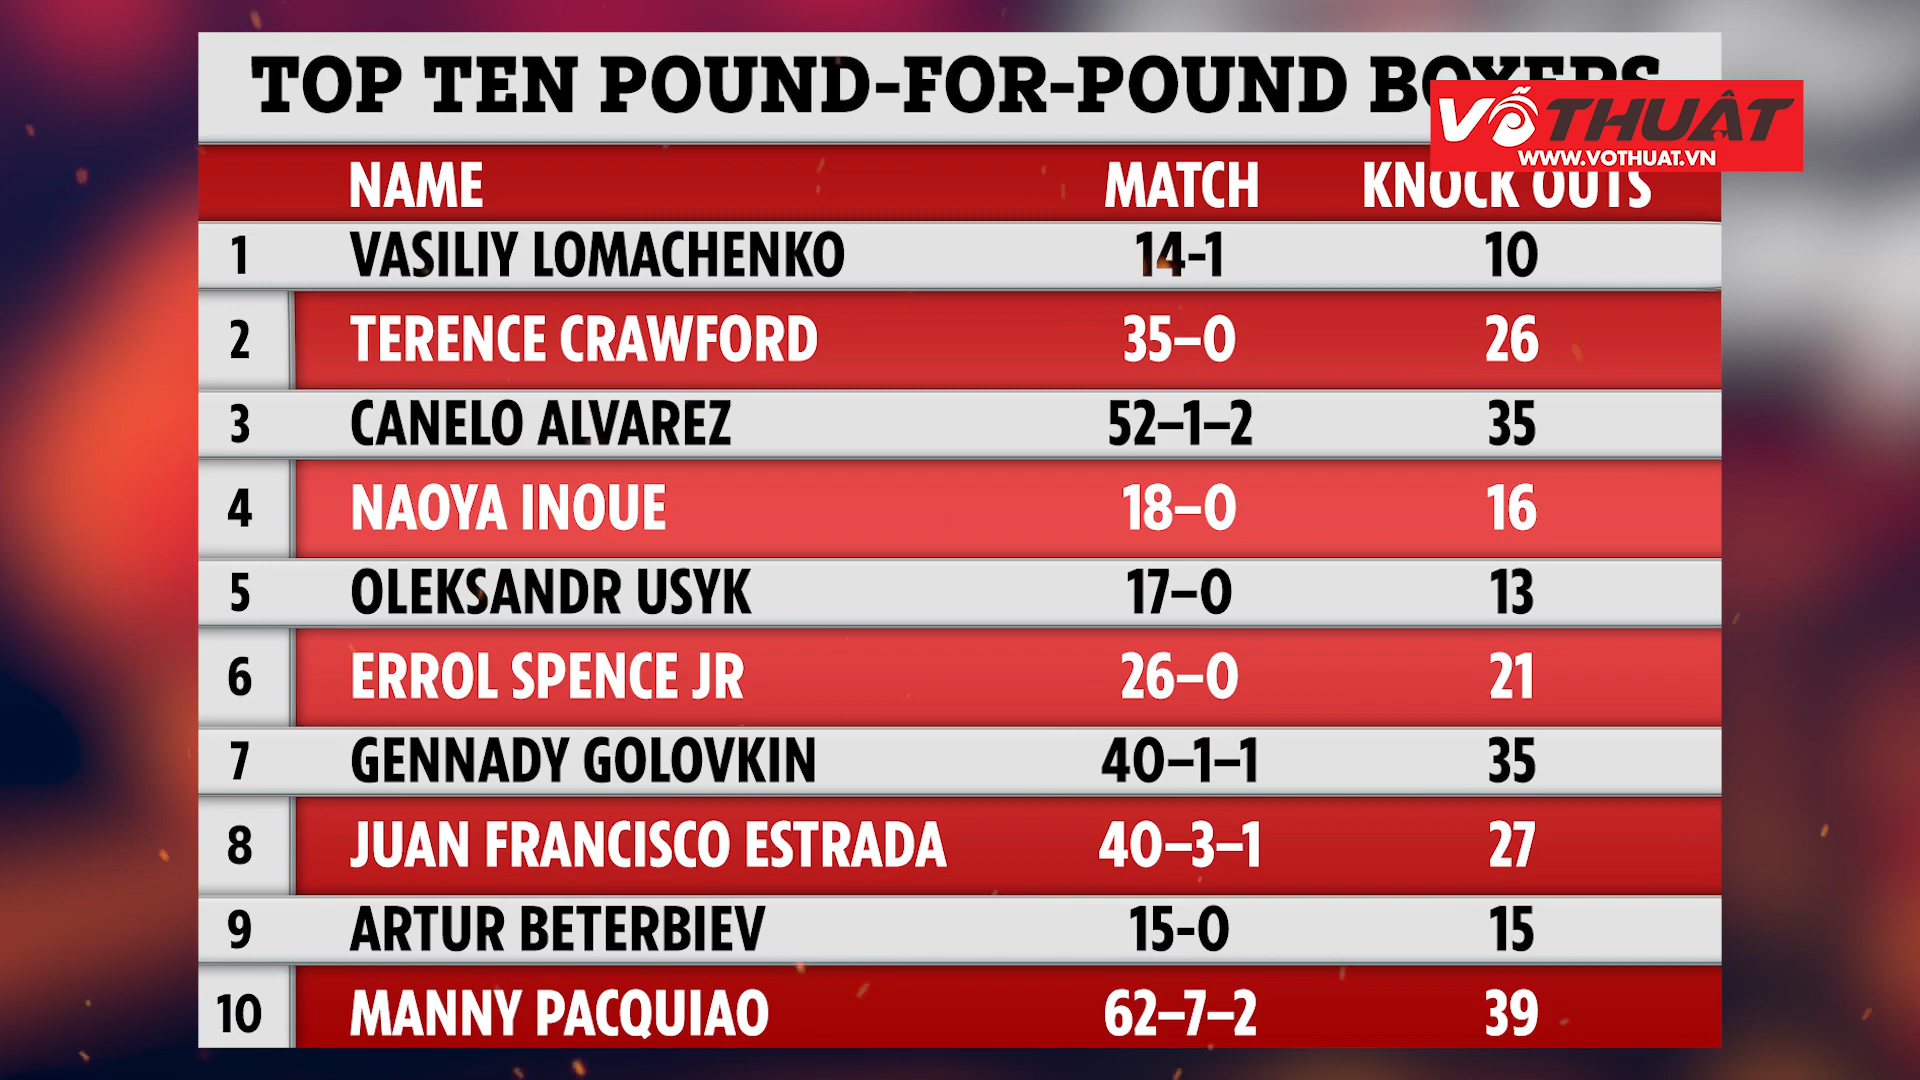 TOP TEN POUND-FOR-POUND
VÕ THUẬT
WWW.VOTHUAT.VN
NAME MATCH KNOCK OUTS
1 VASILIY LOMACHENKO 14-1 10
2 TERENCE CRAWFORD 35–0 26
3 CANELO ALVAREZ 52–1–2 35
4 NAOYA INOUE 18–0 16
5 OLEKSANDR USYK 17–0 13
6 ERROL SPENCE JR 26–0 21
7 GENNADY GOLOVKIN 40–1–1 35
8 JUAN FRANCISCO ESTRADA 40–3–1 27
9 ARTUR BETERBIEV 15-0 15
10 MANNY PACQUIAO 62–7–2 39